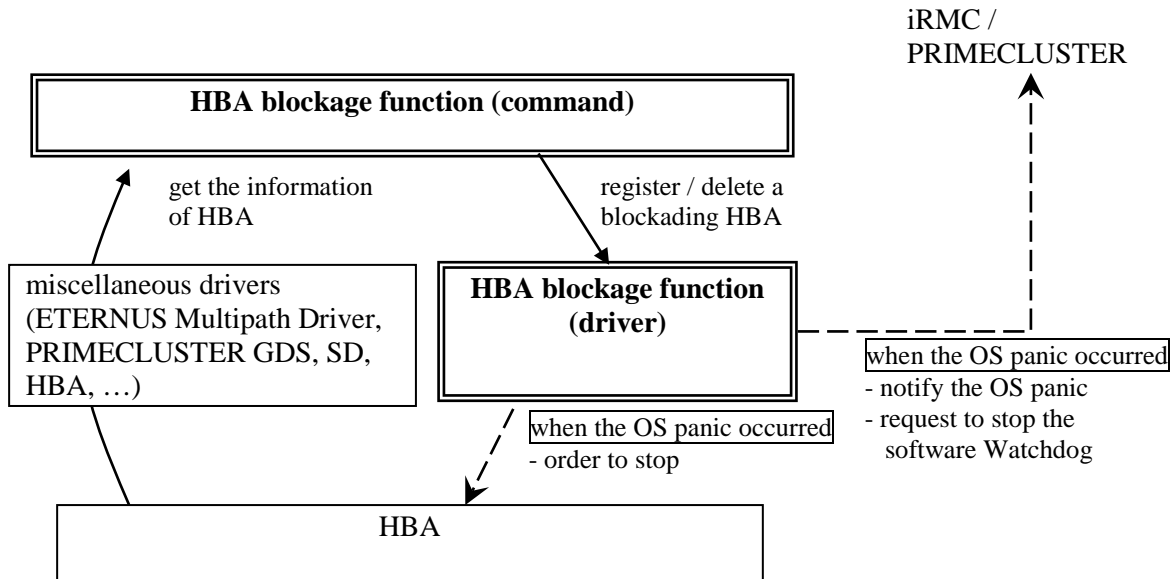 iRMC /
PRIMECLUSTER
HBA blockage function (command)
get the information
of HBA
register / delete a
blockading HBA
miscellaneous drivers
(ETERNUS Multipath Driver,
PRIMECLUSTER GDS, SD,
HBA, …)
HBA blockage function
(driver)
when the OS panic occurred
- notify the OS panic
- request to stop the
software Watchdog
when the OS panic occurred
- order to stop
HBA